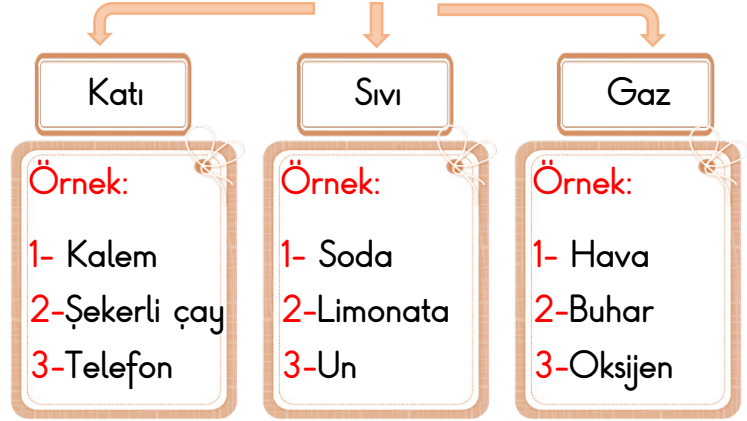 Katı
Örnek:
1- Kalem
2-Şekerli çay
3-Telefon
Sıvı
Örnek:
1- Soda
2-Limonata
3-Un
Gaz
Örnek:
1- Hava
2-Buhar
3-Oksijen